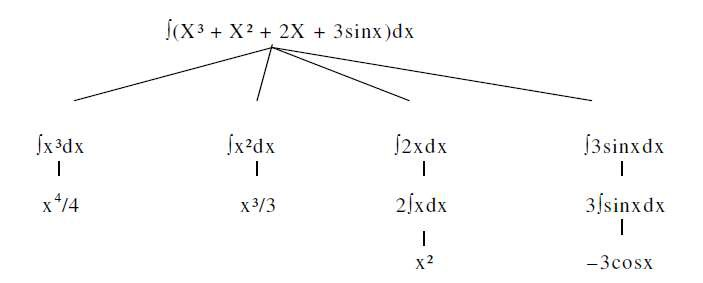 ∫(X³ + X² + 2X + 3sinx)dx
∫x³dx ∫x²dx ∫2xdx ∫3sinxdx
x⁴/4 x³/3 2∫xdx 3∫sinxdx
x² –3cosx